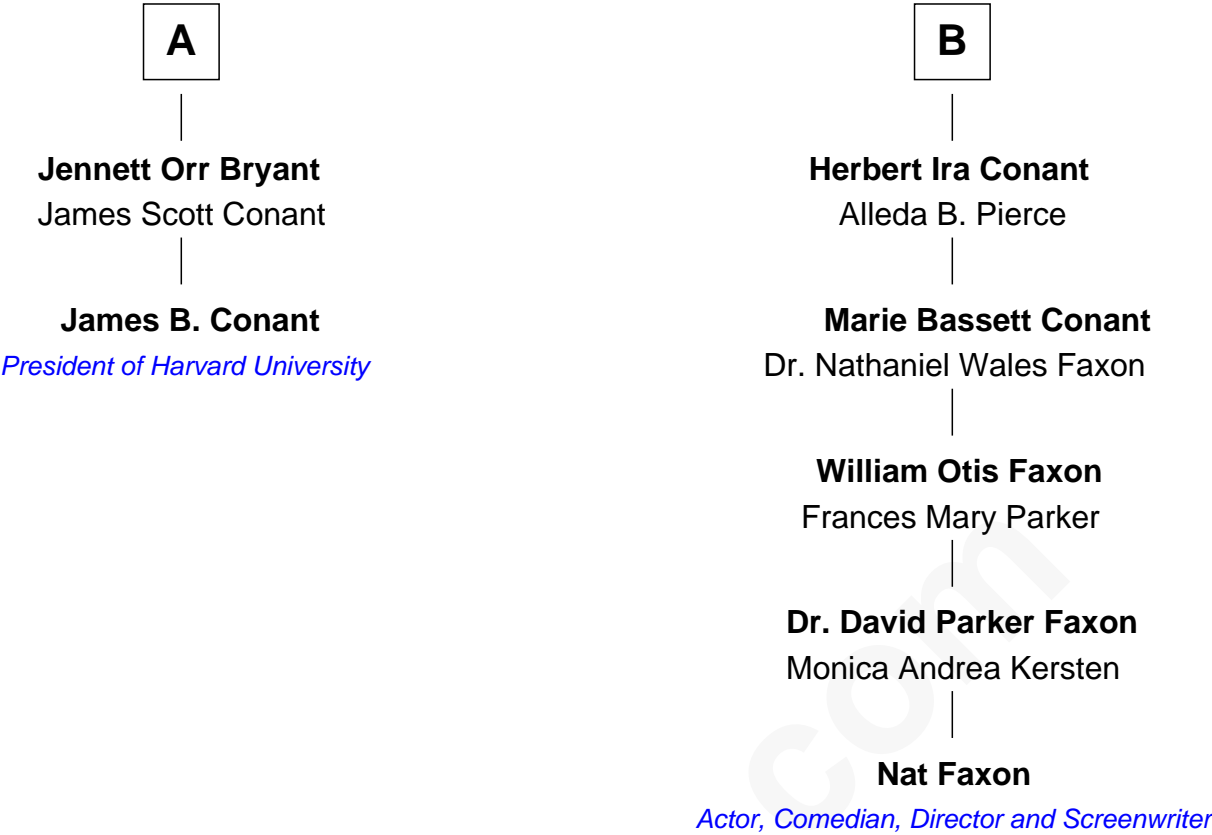 A
Jennett Orr Bryant
James Scott Conant
James B. Conant
President of Harvard University
B
Herbert Ira Conant
Alleda B. Pierce
Marie Bassett Conant
Dr. Nathaniel Wales Faxon
William Otis Faxon
Frances Mary Parker
Dr. David Parker Faxon
Monica Andrea Kersten
Nat Faxon
Actor, Comedian, Director and Screenwriter
com